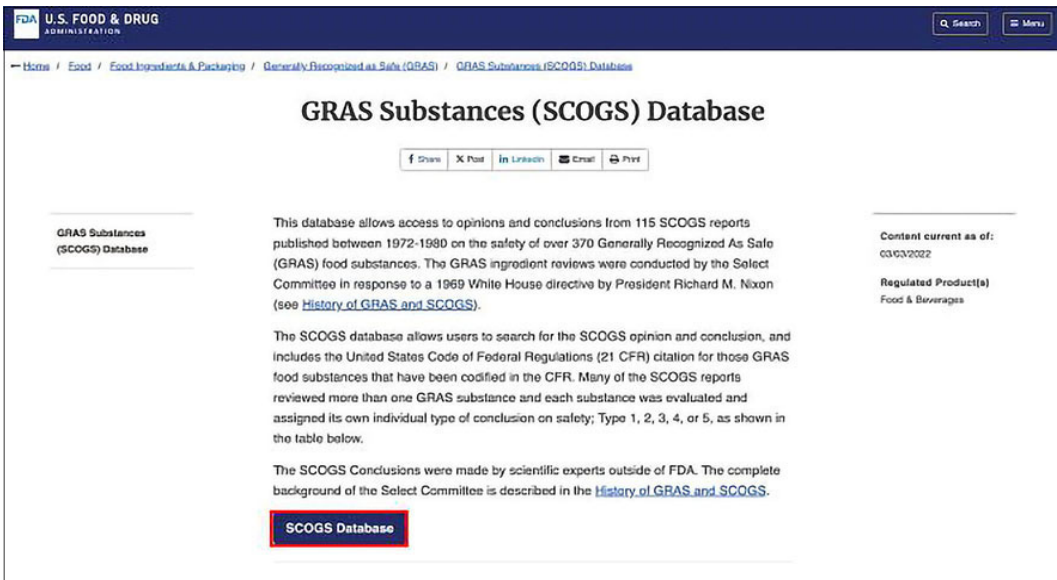 FDA U.S. FOOD & DRUG
ADMINISTRATION
Search
Menu
Home / Food / Food Ingredients & Packaging / Generally Recognized as Safe (GRAS) / GRAS Substances (SCOGS) Database
GRAS Substances (SCOGS) Database
Share Post LinkedIn Email Print
GRAS Substances
(SCOGS) Database
This database allows access to opinions and conclusions from 115 SCOGS reports
published between 1972-1980 on the safety of over 370 Generally Recognized As Safe
(GRAS) food substances. The GRAS ingredient reviews were conducted by the Select
Committee in response to a 1969 White House directive by President Richard M. Nixon
(see History of GRAS and SCOGS).
The SCOGS database allows users to search for the SCOGS opinion and conclusion, and
includes the United States Code of Federal Regulations (21 CFR) citation for those GRAS
food substances that have been codified in the CFR. Many of the SCOGS reports
reviewed more than one GRAS substance and each substance was evaluated and
assigned its own individual type of conclusion on safety; Type 1, 2, 3, 4, or 5, as shown in
the table below.
The SCOGS Conclusions were made by scientific experts outside of FDA. The complete
background of the Select Committee is described in the History of GRAS and SCOGS.
SCOGS Database
Content current as of:
03/03/2022
Regulated Product(s)
Food & Beverages